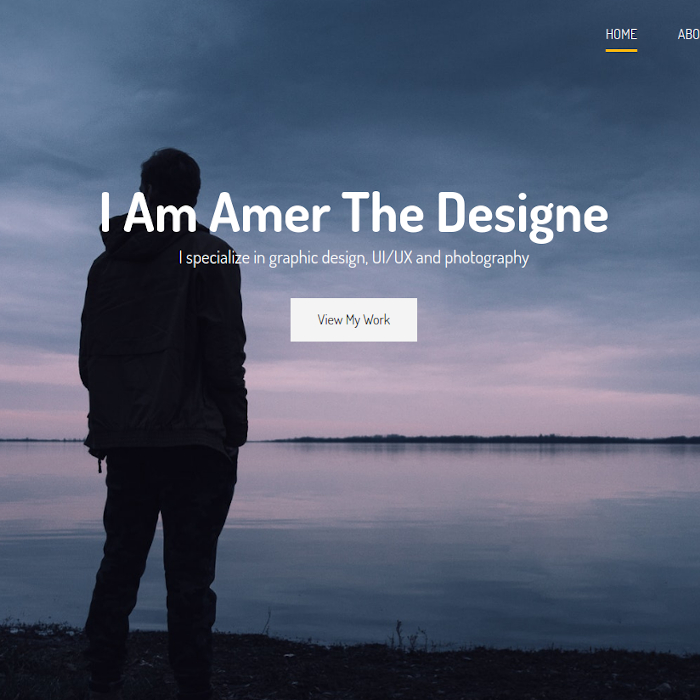 HOME ABO
I Am Amer The Designe
I specialize in graphic design, UI/UX and photography
View My Work